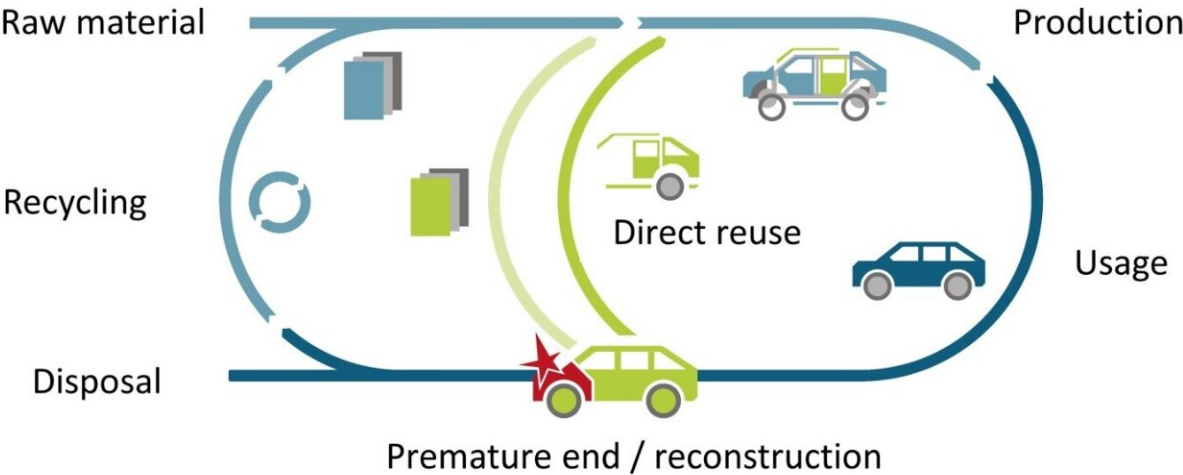 Raw material
Production
Recycling
Direct reuse
Usage
Disposal
Premature end / reconstruction